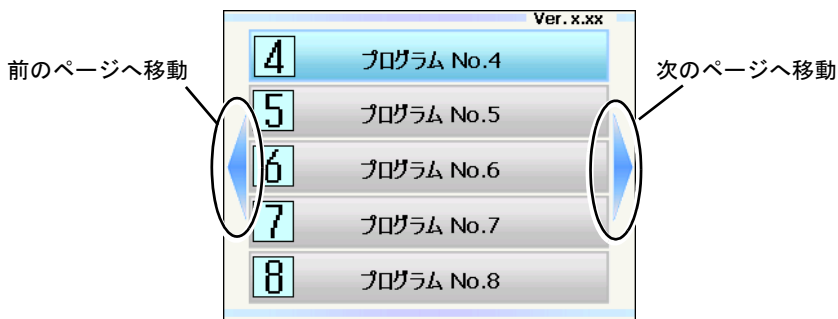 Ver. x.xx
4 プログラム No.4
前のページへ移動
次のページへ移動
5 プログラム No.5
6 プログラム No.6
7 プログラム No.7
8 プログラム No.8